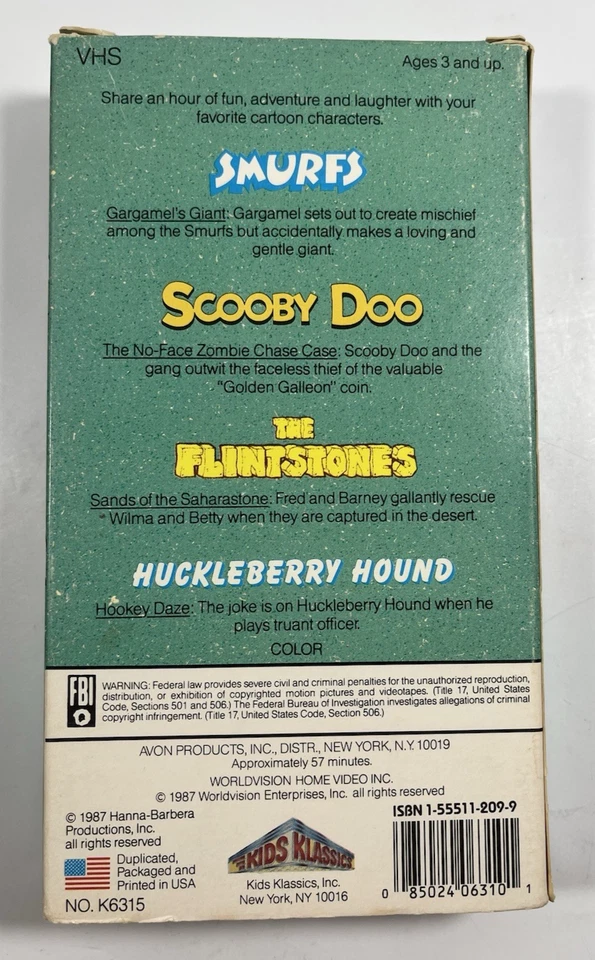 VHS
Ages 3 and up.
Share an hour of fun, adventure and laughter with your
favorite cartoon characters.
SMURFS
Gargamel's Giant: Gargamel sets out to create mischief
among the Smurfs but accidentally makes a loving and
gentle giant.
SCOOBY DOO
The No-Face Zombie Chase Case: Scooby Doo and the
gang outwit the faceless thief of the valuable
"Golden Galleon" coin.
THE
FLINTSTONES
Sands of the Saharastone: Fred and Barney gallantly rescue
Wilma and Betty when they are captured in the desert.
HUCKLEBERRY HOUND
Hookey Daze: The joke is on Huckleberry Hound when he
plays truant officer.
COLOR
FBI
WARNING: Federal law provides severe civil and criminal penalties for the unauthorized reproduction,
distribution, or exhibition of copyrighted motion pictures and videotapes. (Title 17, United States
Code, Sections 501 and 506.) The Federal Bureau of Investigation investigates allegations of criminal
copyright infringement. (Title 17, United States Code, Section 506.)
AVON PRODUCTS, INC., DISTR., NEW YORK, N.Y. 10019
Approximately 57 minutes.
WORLDVISION HOME VIDEO INC.
© 1987 Worldvision Enterprises, Inc. all rights reserved
© 1987 Hanna-Barbera
Productions, Inc.
all rights reserved
Duplicated,
Packaged and
Printed in USA
NO. K6315
KIDS KLASSICS
Kids Klassics, Inc.
New York, NY 10016
ISBN 1-55511-209-9
0 85024 06310 1